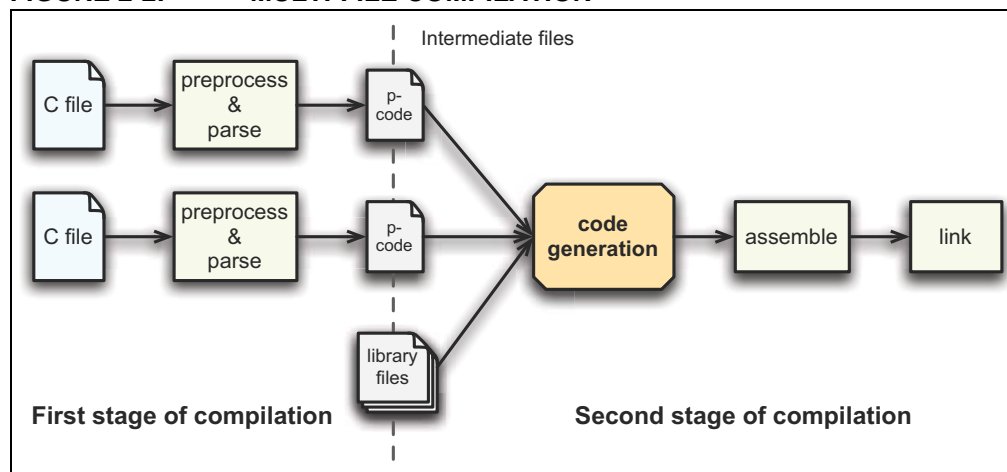 Intermediate files
C file
preprocess
&
parse
p-
code
C file
preprocess
&
parse
p-
code
code
generation
assemble
link
library
files
First stage of compilation
Second stage of compilation